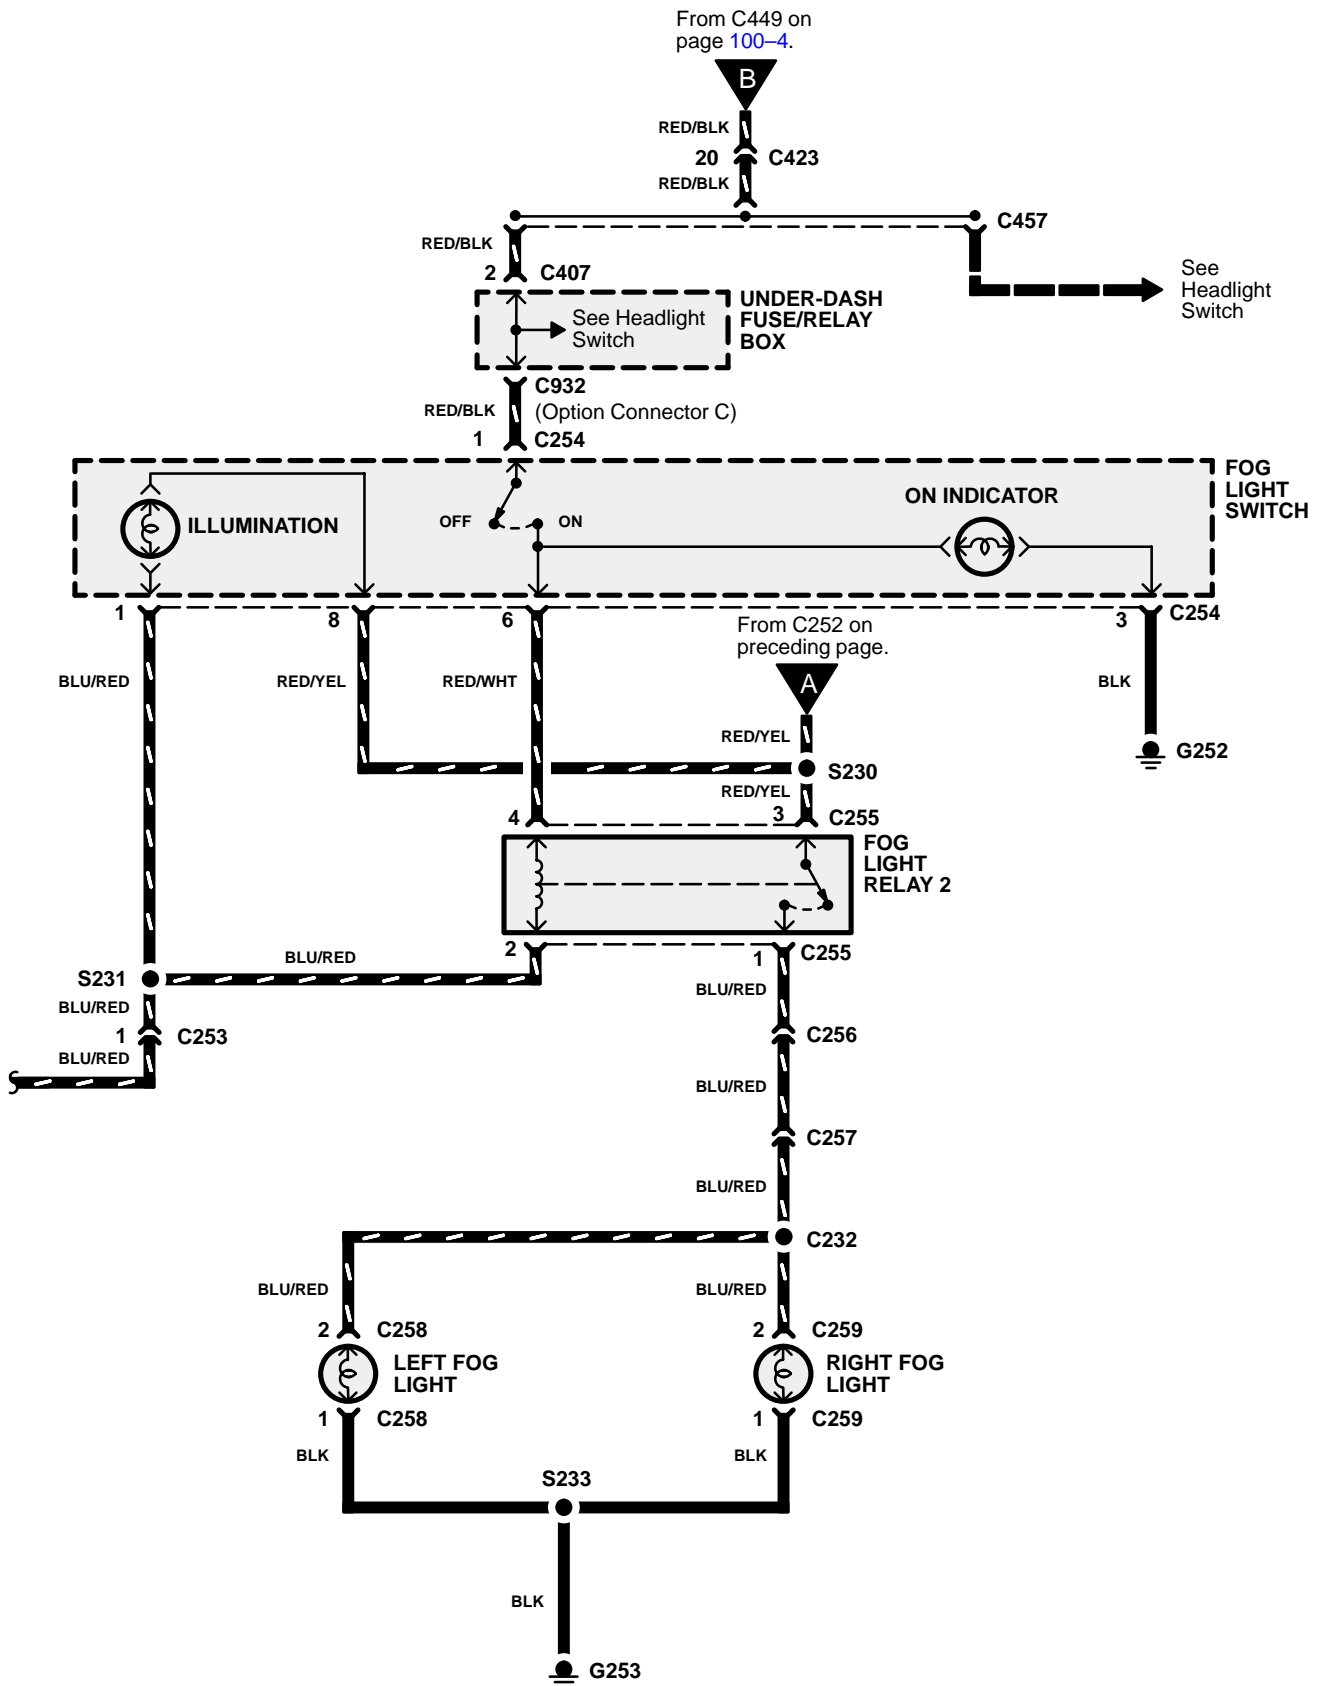 From C449 on
page 100–4.
B
RED/BLK
20 C423
RED/BLK
C457
RED/BLK
2 C407
See
Headlight
Switch
UNDER-DASH
FUSE/RELAY
BOX
See Headlight
Switch
C932
RED/BLK (Option Connector C)
1 C254
FOG
LIGHT
SWITCH
ON INDICATOR
ILLUMINATION
OFF ON
1 8 6 3 C254
From C252 on
preceding page.
A
BLU/RED RED/YEL RED/WHT BLK
RED/YEL
G252
S230
RED/YEL
4 3 C255
FOG
LIGHT
RELAY 2
2 1 C255
BLU/RED
S231
BLU/RED
BLU/RED
1 C253
C256
BLU/RED
BLU/RED
C257
BLU/RED
C232
BLU/RED BLU/RED
2 C258 2 C259
LEFT FOG
LIGHT
RIGHT FOG
LIGHT
1 C258 1 C259
BLK BLK
S233
BLK
G253